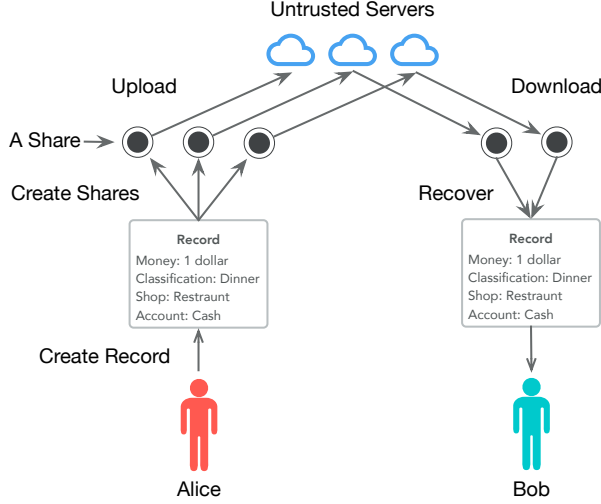 Untrusted Servers
Upload
Download
A Share
Create Shares
Recover
Record
Money: 1 dollar
Classification: Dinner
Shop: Restraunt
Account: Cash
Record
Money: 1 dollar
Classification: Dinner
Shop: Restraunt
Account: Cash
Create Record
Alice
Bob